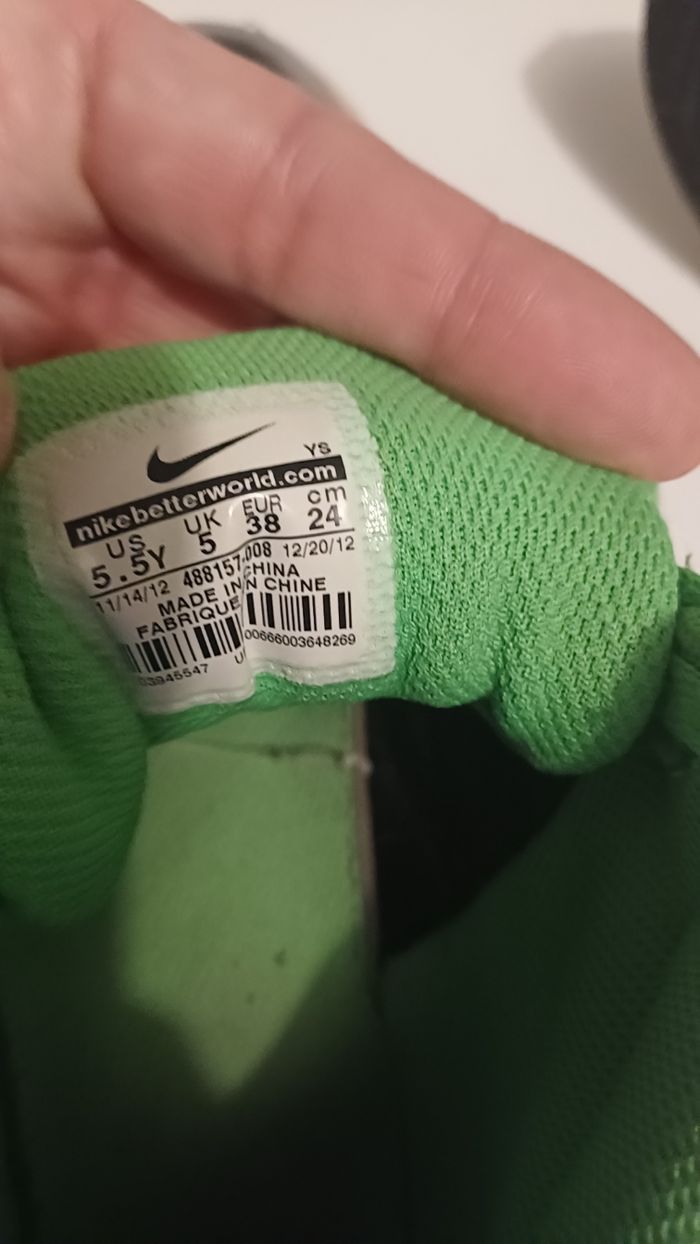 YS
nikebetterworld.com
US UK EUR cm
5.5Y 5 38 24
11/14/12 488157-008 12/20/12
MADE IN CHINA
FABRIQUE N CHINE
00666003648269
03945547 U